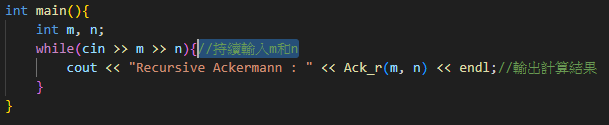 int main(){
int m, n;
while(cin >> m >> n){//持續輸入m和n
cout << "Recursive Ackermann : " << Ack_r(m, n) << endl;//輸出計算結果
}
}